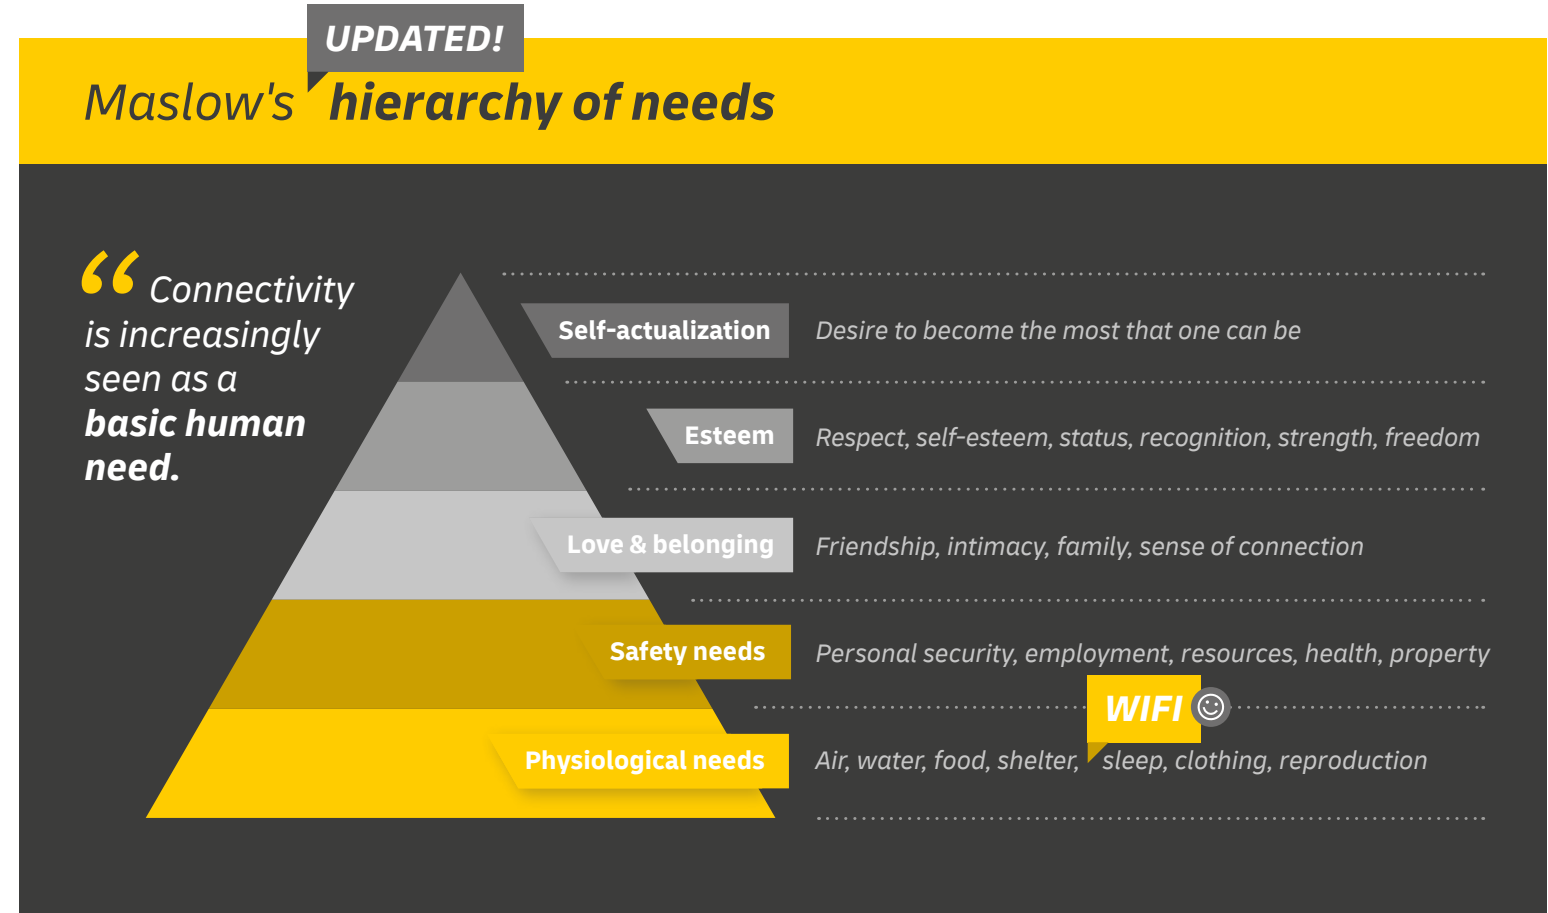 UPDATED!
Maslow's hierarchy of needs
“ Connectivity
is increasingly
seen as a
basic human
need.
Self-actualization
Desire to become the most that one can be
Esteem
Respect, self-esteem, status, recognition, strength, freedom
Love & belonging
Friendship, intimacy, family, sense of connection
Safety needs
Personal security, employment, resources, health, property
WIFI
Physiological needs
Air, water, food, shelter, sleep, clothing, reproduction